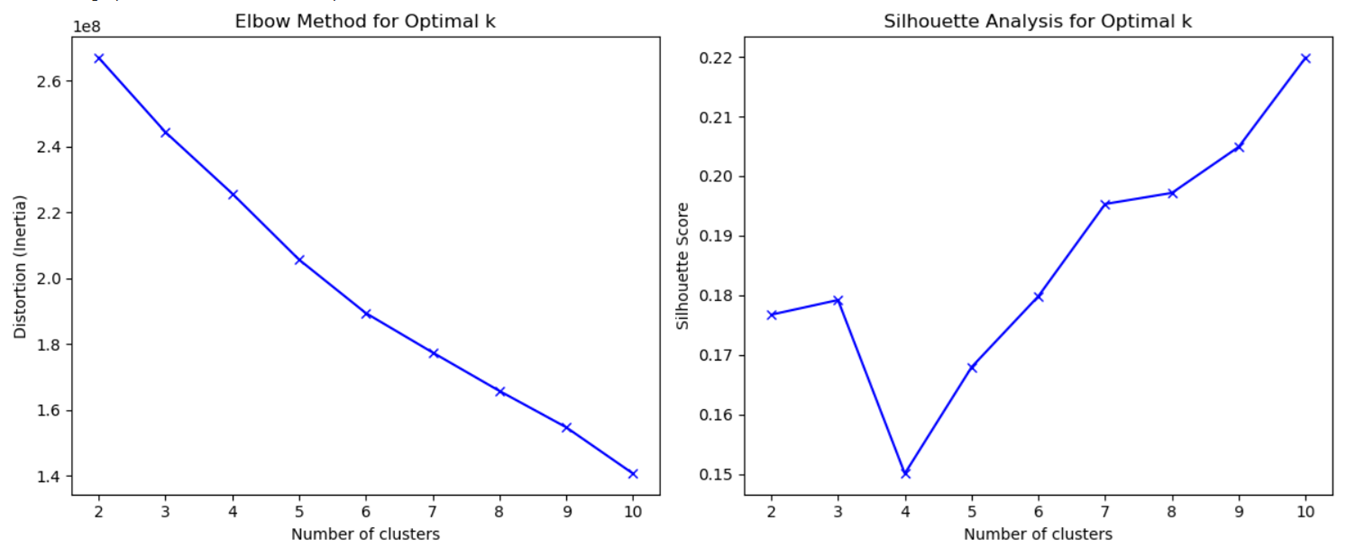 Elbow Method for Optimal k
1e8
2.6
2.4
2.2
2.0
1.8
1.6
1.4
Distortion (Inertia)
2 3 4 5 6 7 8 9 10
Number of clusters
Silhouette Analysis for Optimal k
0.22
0.21
0.20
0.19
0.18
0.17
0.16
0.15
Silhouette Score
2 3 4 5 6 7 8 9 10
Number of clusters